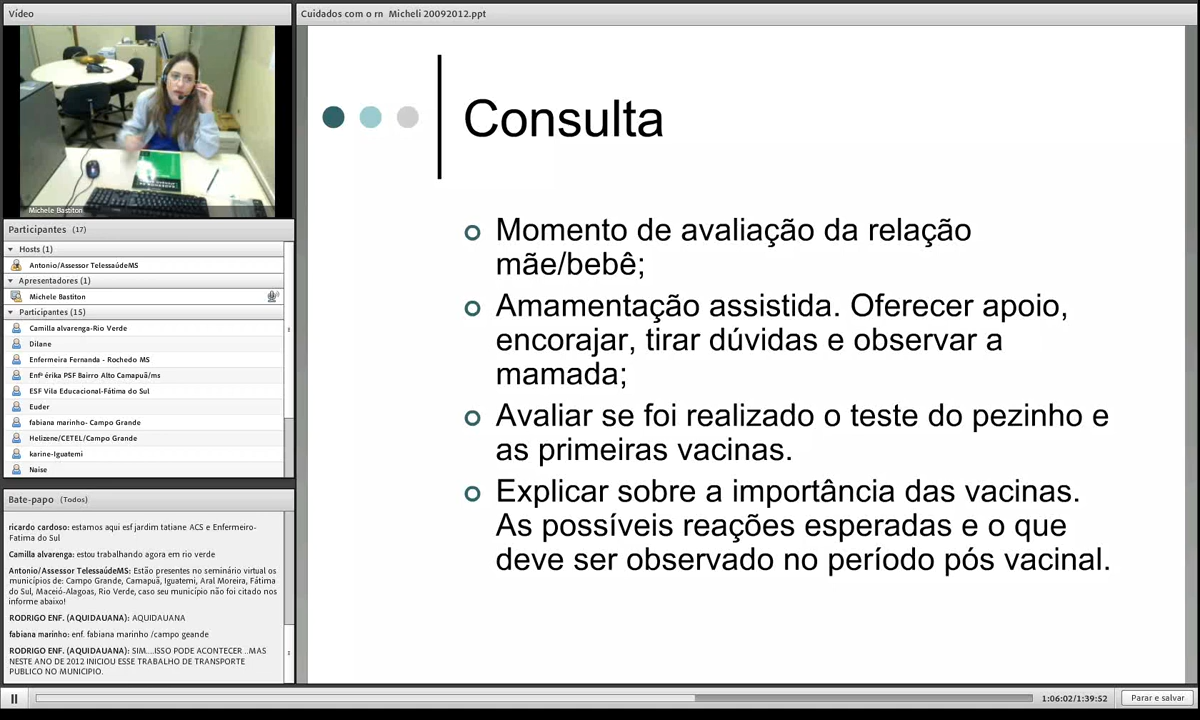 Vídeo
Michele Bastiton
Participantes (17)
Hosts (1)
Antonio/Assessor TelessaúdeMS
Apresentadores (1)
Michele Bastiton
Participantes (15)
Camilla alvarenga-Rio Verde
Dilane
Enfermeira Fernanda - Rochedo MS
Enfª érika PSF Bairro Alto Camapuã/ms
ESF Vila Educacional-Fátima do Sul
Euder
fabiana marinho- Campo Grande
Helizene/CETEL/Campo Grande
karine-Iguatemi
Naise
Bate-papo (Todos)
ricardo cardoso: estamos aqui esf jardim tatiane ACS e Enfermeiro-
Fatima do Sul
Camilla alvarenga: estou trabalhando agora em rio verde
Antonio/Assessor TelessaúdeMS: Estão presentes no seminário virtual os
municípios de: Campo Grande, Camapuã, Iguatemi, Aral Moreira, Fátima
do Sul, Maceió-Alagoas, Rio Verde, caso seu município não foi citado nos
informe abaixo!
RODRIGO ENF. (AQUIDAUANA): AQUIDAUANA
fabiana marinho: enf. fabiana marinho /campo geande
RODRIGO ENF. (AQUIDAUANA): SIM....ISSO PODE ACONTECER ..MAS
NESTE ANO DE 2012 INICIOU ESSE TRABALHO DE TRANSPORTE
PUBLICO NO MUNICIPIO.
Cuidados com o rn Micheli 20092012.ppt
Consulta
Momento de avaliação da relação
mãe/bebê;
Amamentação assistida. Oferecer apoio,
encorajar, tirar dúvidas e observar a
mamada;
Avaliar se foi realizado o teste do pezinho e
as primeiras vacinas.
Explicar sobre a importância das vacinas.
As possíveis reações esperadas e o que
deve ser observado no período pós vacinal.
1:06:02/1:39:52
Parar e salvar